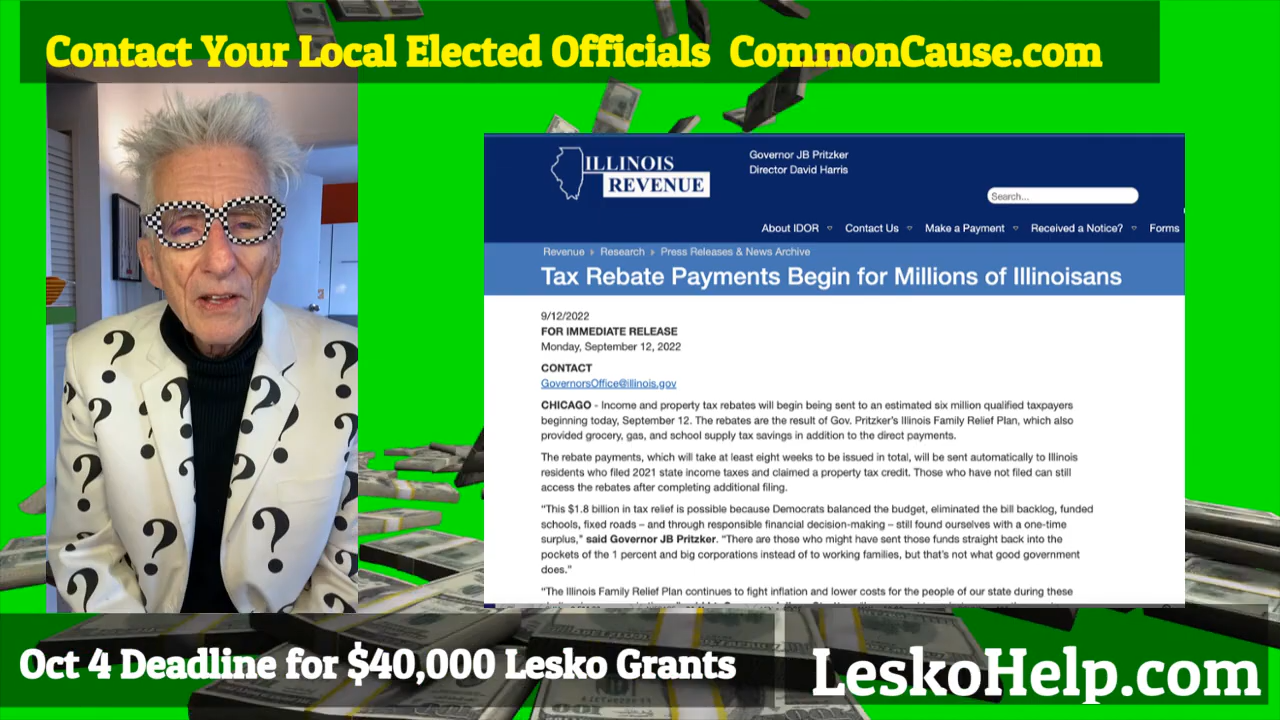 Contact Your Local Elected Officials CommonCause.com
ILLINOIS
REVENUE
Governor JB Pritzker
Director David Harris
Search...
About IDOR Contact Us Make a Payment Received a Notice? Forms
Revenue Research Press Releases & News Archive
Tax Rebate Payments Begin for Millions of Illinoisans
9/12/2022
FOR IMMEDIATE RELEASE
Monday, September 12, 2022
CONTACT
GovernorsOffice@illinois.gov
CHICAGO - Income and property tax rebates will begin being sent to an estimated six million qualified taxpayers
beginning today, September 12. The rebates are the result of Gov. Pritzker's Illinois Family Relief Plan, which also
provided grocery, gas, and school supply tax savings in addition to the direct payments.
The rebate payments, which will take at least eight weeks to be issued in total, will be sent automatically to Illinois
residents who filed 2021 state income taxes and claimed a property tax credit. Those who have not filed can still
access the rebates after completing additional filing.
"This $1.8 billion in tax relief is possible because Democrats balanced the budget, eliminated the bill backlog, funded
schools, fixed roads – and through responsible financial decision-making – still found ourselves with a one-time
surplus," said Governor JB Pritzker. "There are those who might have sent those funds straight back into the
pockets of the 1 percent and big corporations instead of to working families, but that's not what good government
does."
"The Illinois Family Relief Plan continues to fight inflation and lower costs for the people of our state during these
Oct 4 Deadline for $40,000 Lesko Grants
LeskoHelp.com